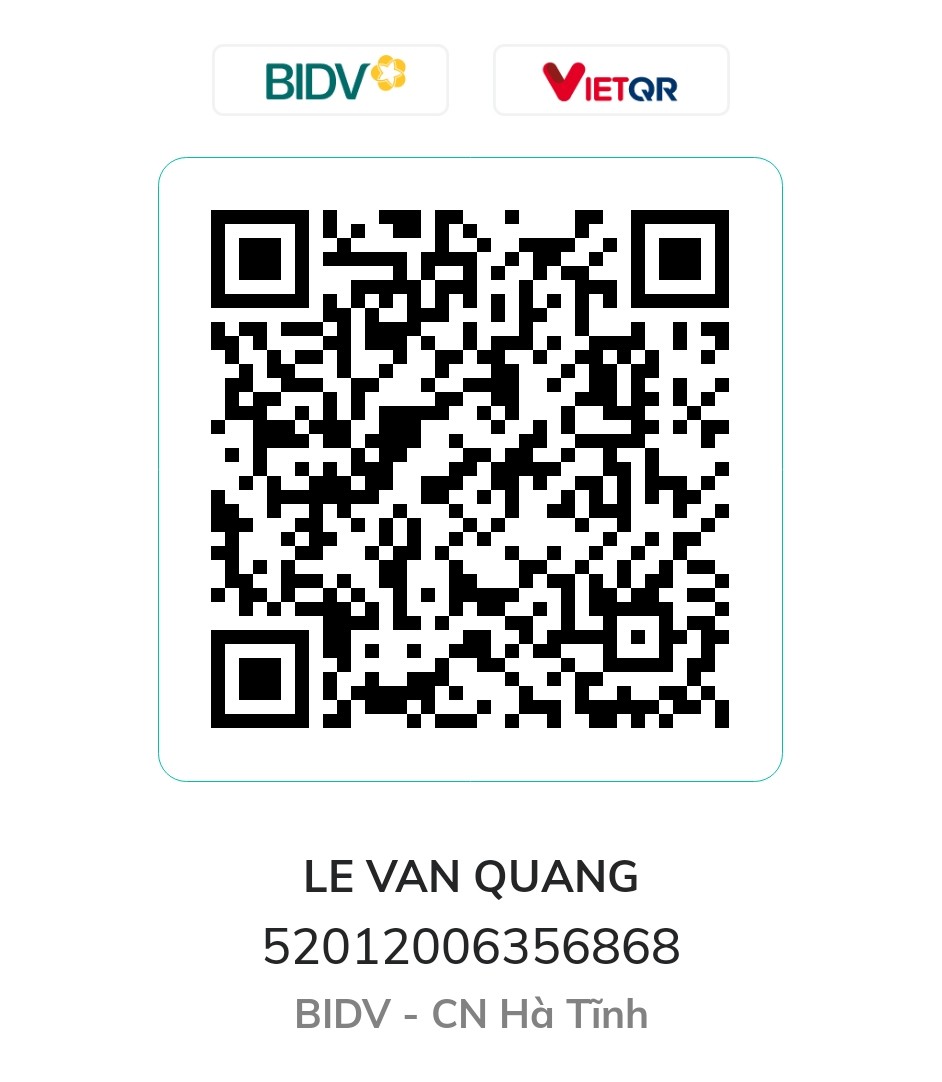 BIDV
VIETQR
LE VAN QUANG
52012006356868
BIDV - CN Hà Tĩnh